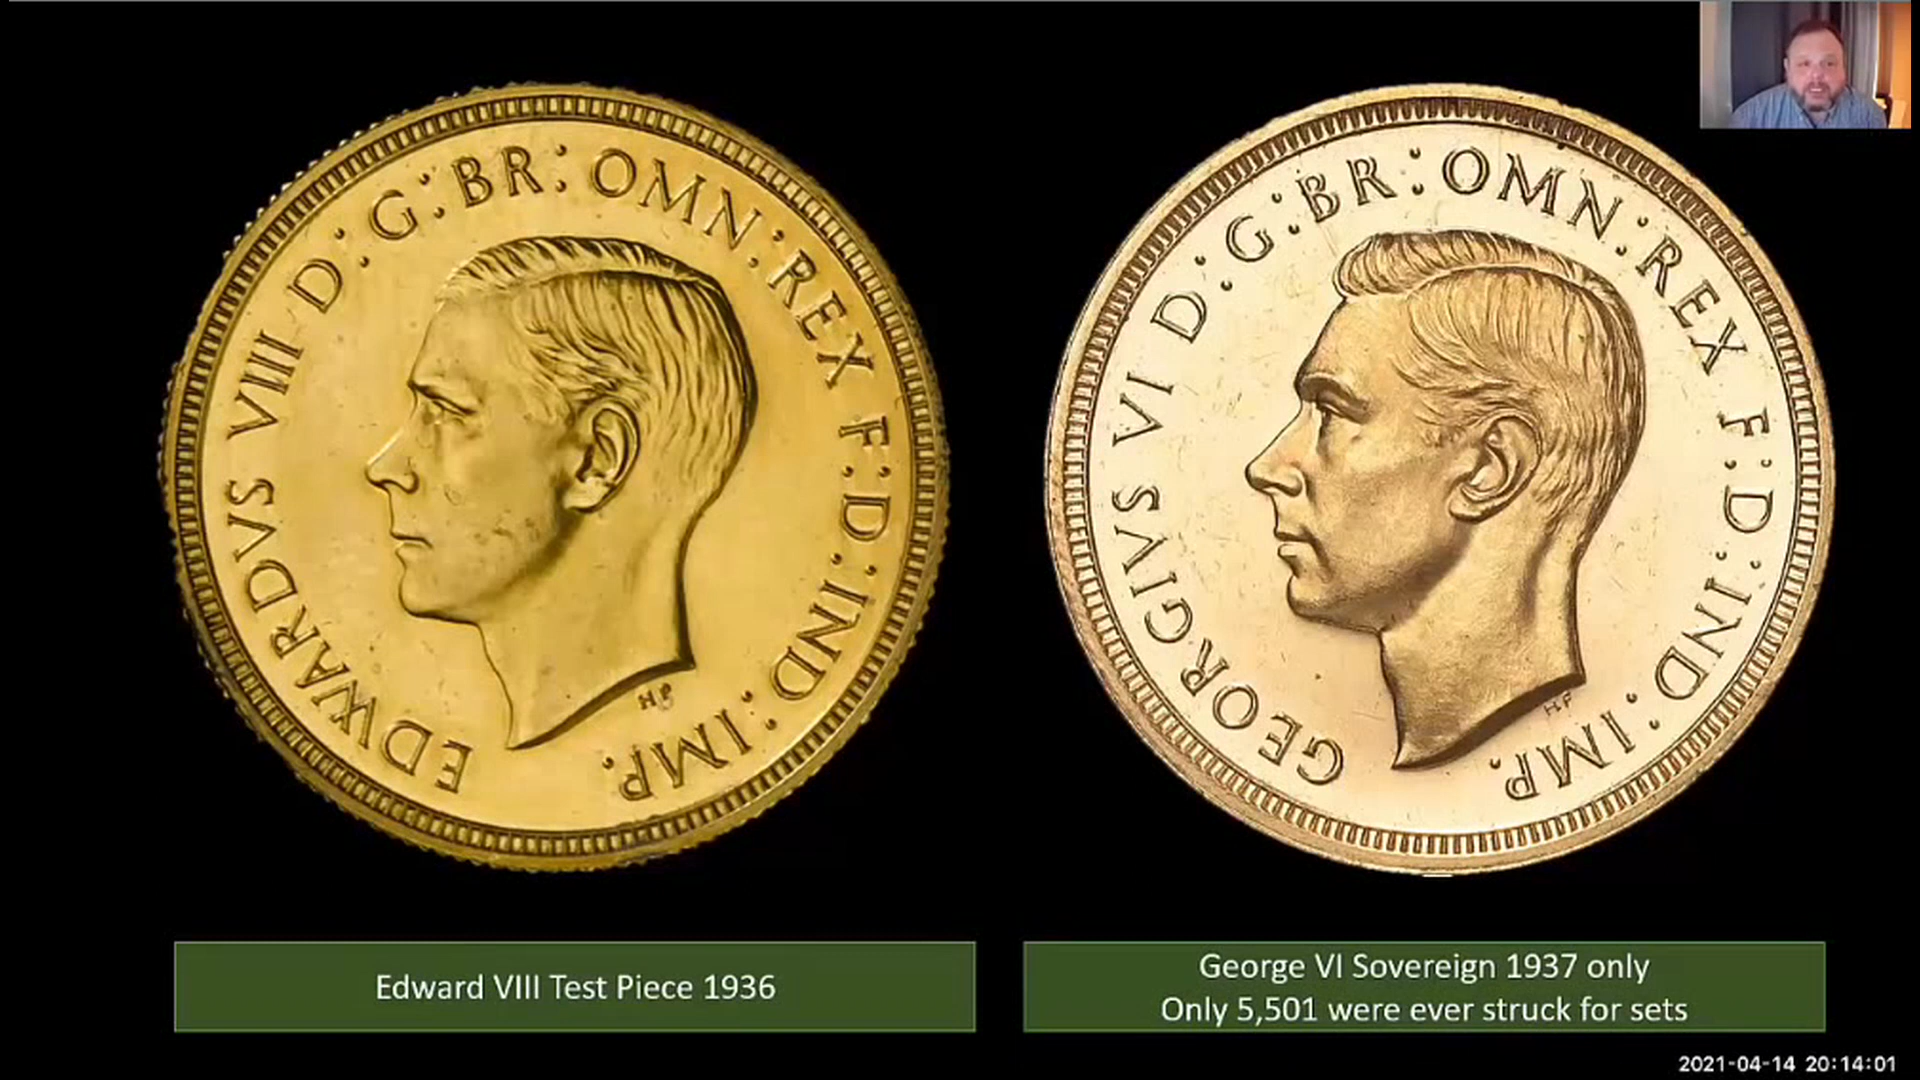 EDWARDVS VIII D: G: BR: OMN: REX F: D: IND: IMP.
HP
GEORGIVS VI D: G: BR: OMN: REX F: D: IND: IMP.
HP
Edward VIII Test Piece 1936
George VI Sovereign 1937 only
Only 5,501 were ever struck for sets
2021-04-14 20:14:01